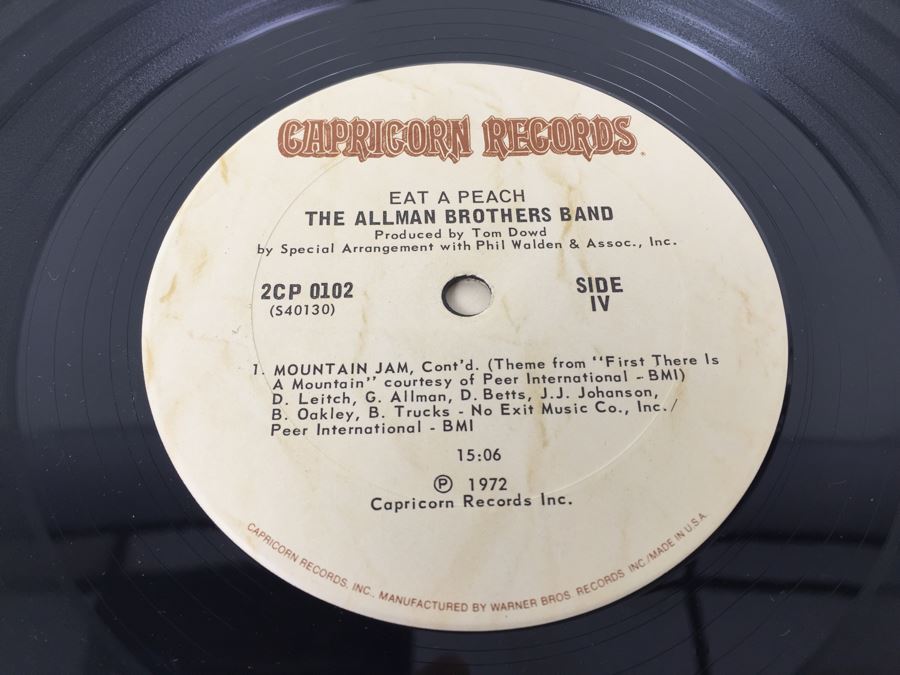 CAPRICORN RECORDS.
EAT A PEACH
THE ALLMAN BROTHERS BAND
Produced by Tom Dowd
by Special Arrangement with Phil Walden & Assoc., Inc.
2CP 0102
(S40130)
SIDE
IV
1. MOUNTAIN JAM, Cont'd. (Theme from "First There Is
A Mountain" courtesy of Peer International - BMI)
D. Leitch, G. Allman, D. Betts, J.J. Johanson,
B. Oakley, B. Trucks - No Exit Music Co., Inc./
Peer International - BMI
15:06
Ⓟ 1972
Capricorn Records Inc.
CAPRICORN RECORDS, INC., MANUFACTURED BY WARNER BROS. RECORDS INC./MADE IN U.S.A.